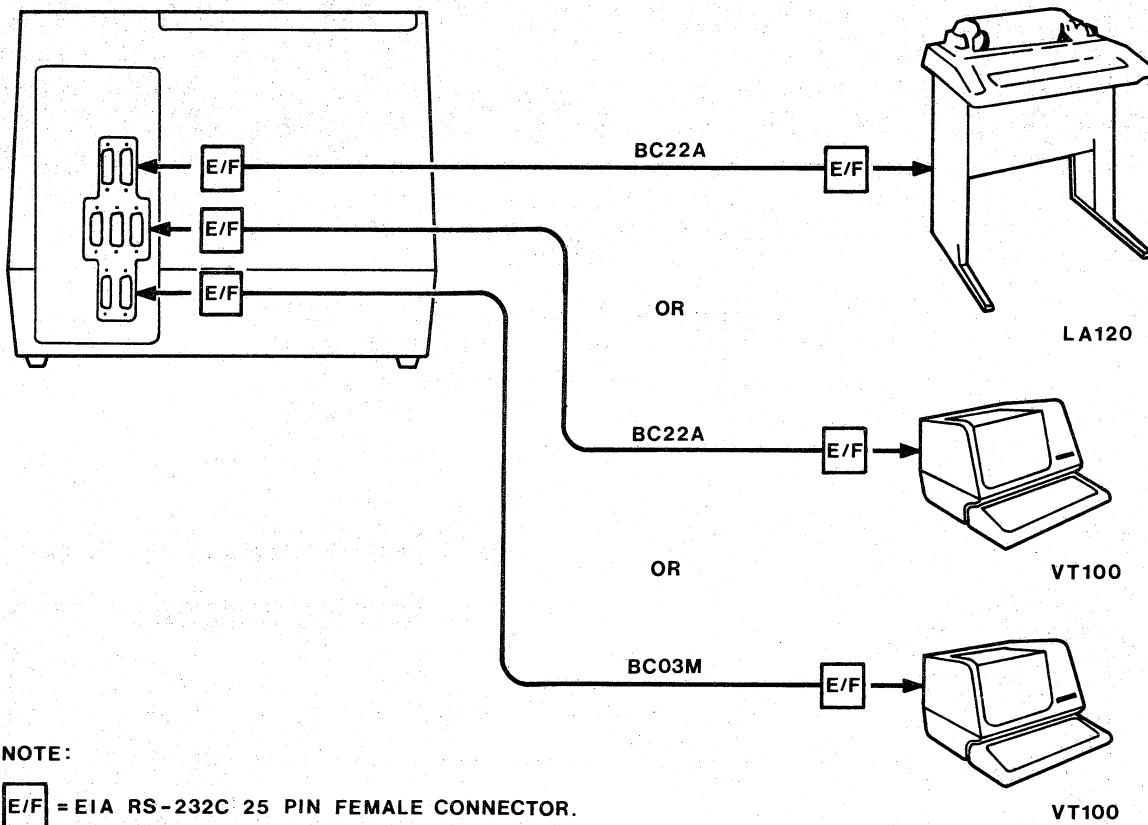 E/F
BC22A
E/F
E/F
E/F
OR
LA120
BC22A
E/F
VT100
OR
BC03M
E/F
VT100
NOTE:
E/F = EIA RS-232C 25 PIN FEMALE CONNECTOR.